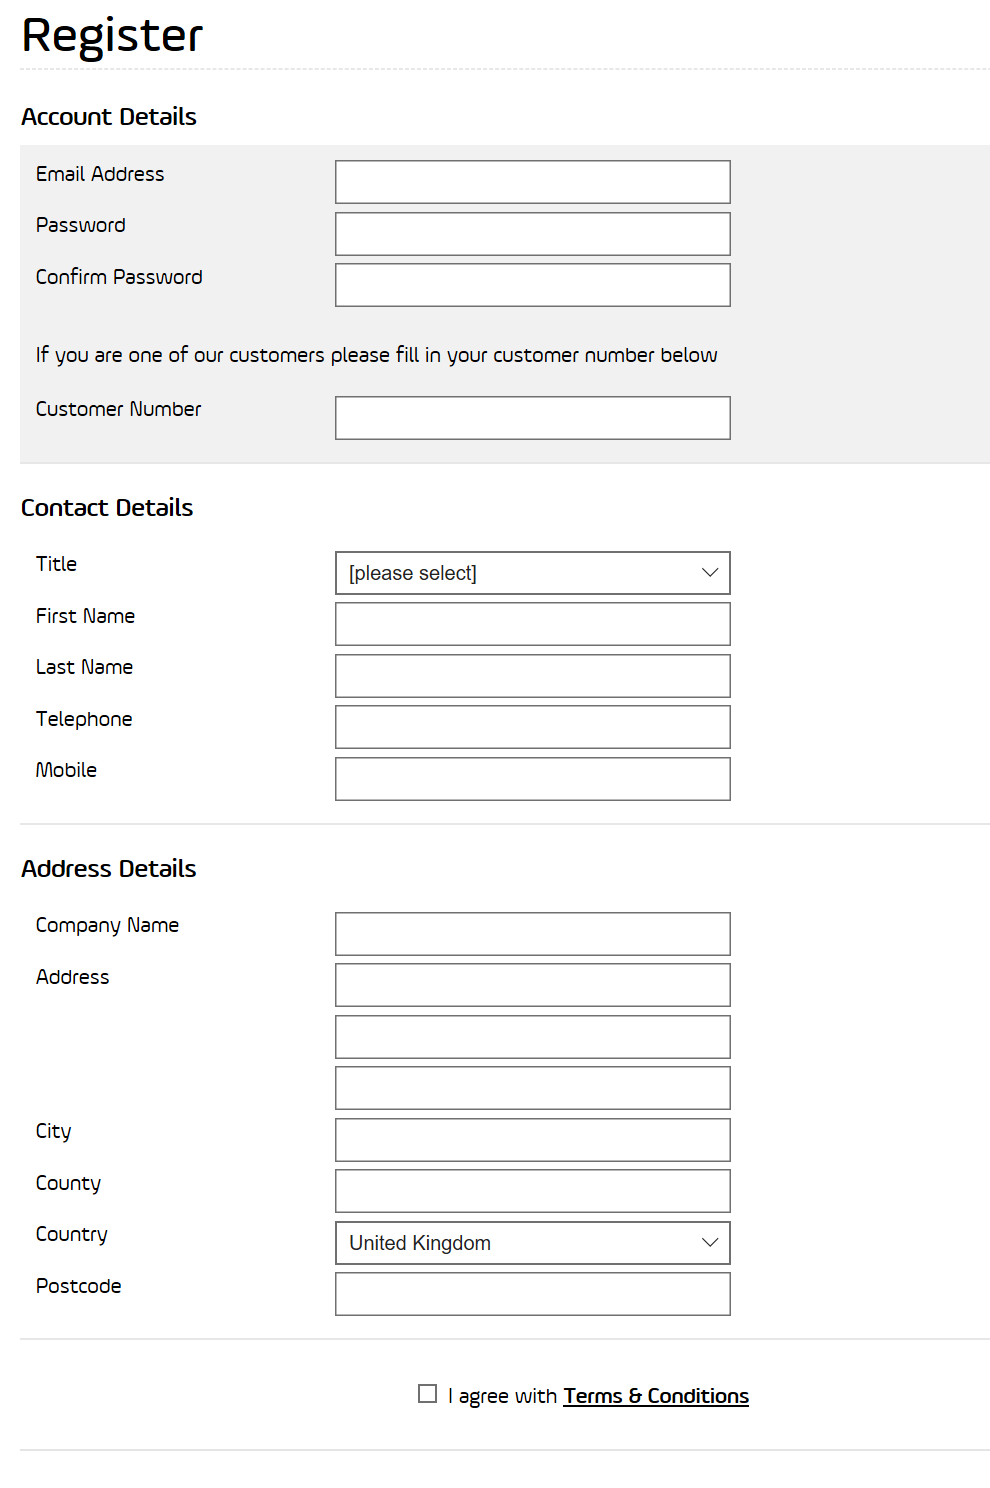 Register
Account Details
Email Address
Password
Confirm Password
If you are one of our customers please fill in your customer number below
Customer Number
Contact Details
Title
[please select]
First Name
Last Name
Telephone
Mobile
Address Details
Company Name
Address
City
County
Country
United Kingdom
Postcode
I agree with Terms & Conditions